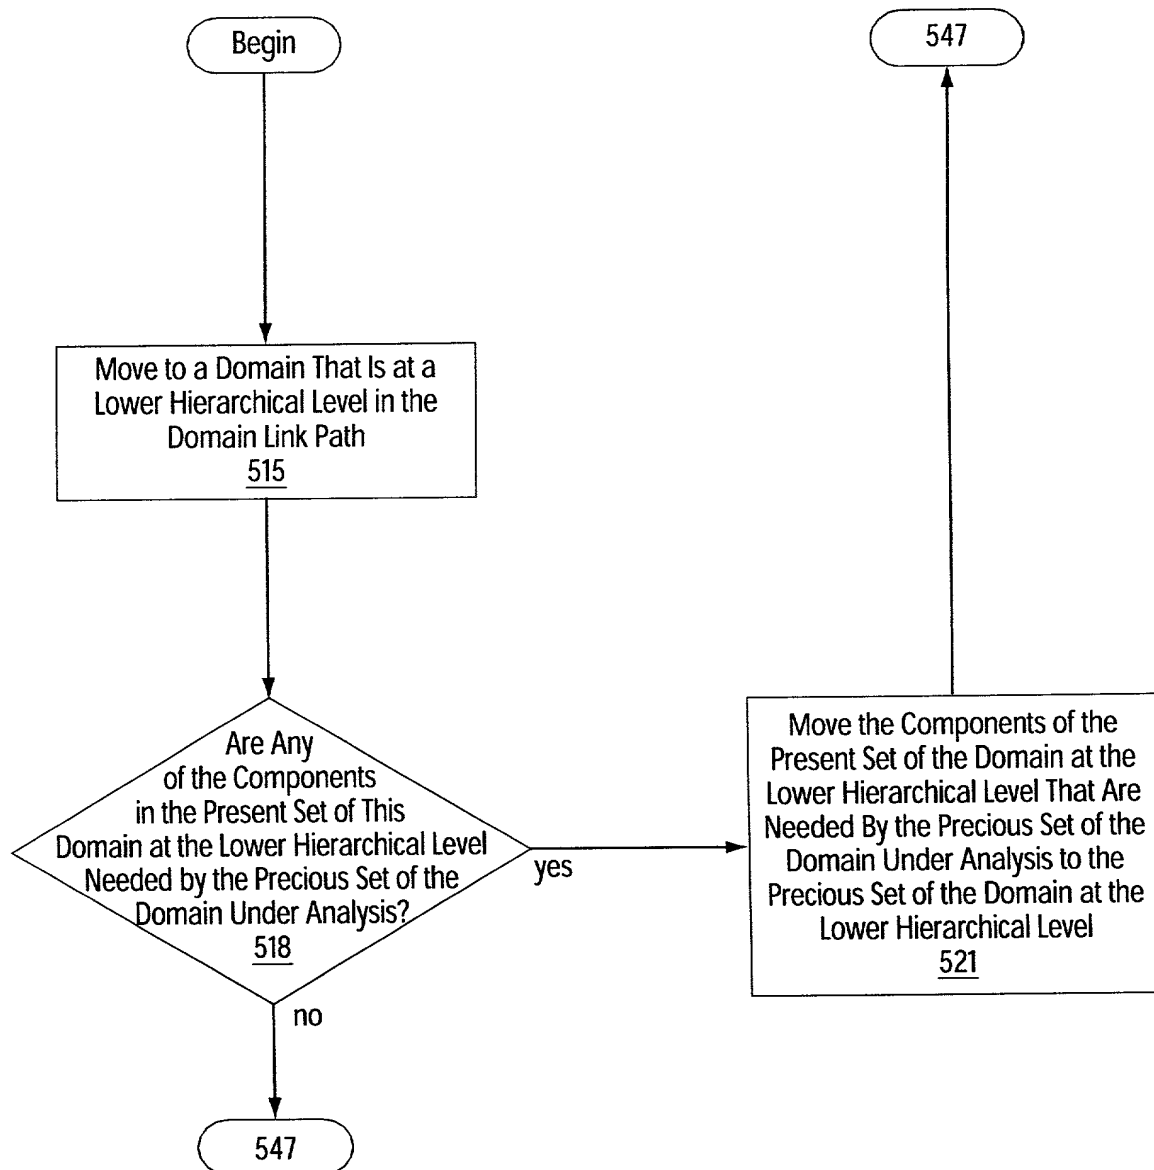 Begin
547
Move to a Domain That Is at a
Lower Hierarchical Level in the
Domain Link Path
515
Are Any
of the Components
in the Present Set of This
Domain at the Lower Hierarchical Level
Needed by the Precious Set of the
Domain Under Analysis?
518
yes
no
Move the Components of the
Present Set of the Domain at the
Lower Hierarchical Level That Are
Needed By the Precious Set of the
Domain Under Analysis to the
Precious Set of the Domain at the
Lower Hierarchical Level
521
547